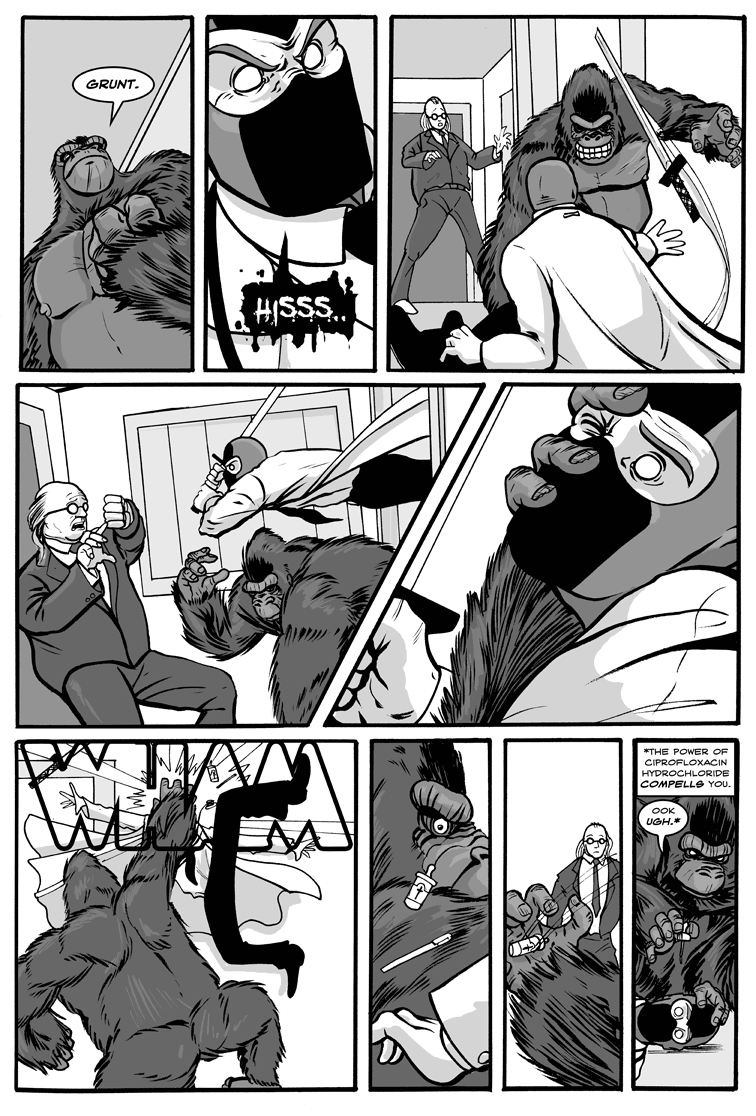 GRUNT.
HISSS..
WHAM
*THE POWER OF
CIPROFLOXACIN
HYDROCHLORIDE
COMPELLS YOU.
OOK
UGH.*